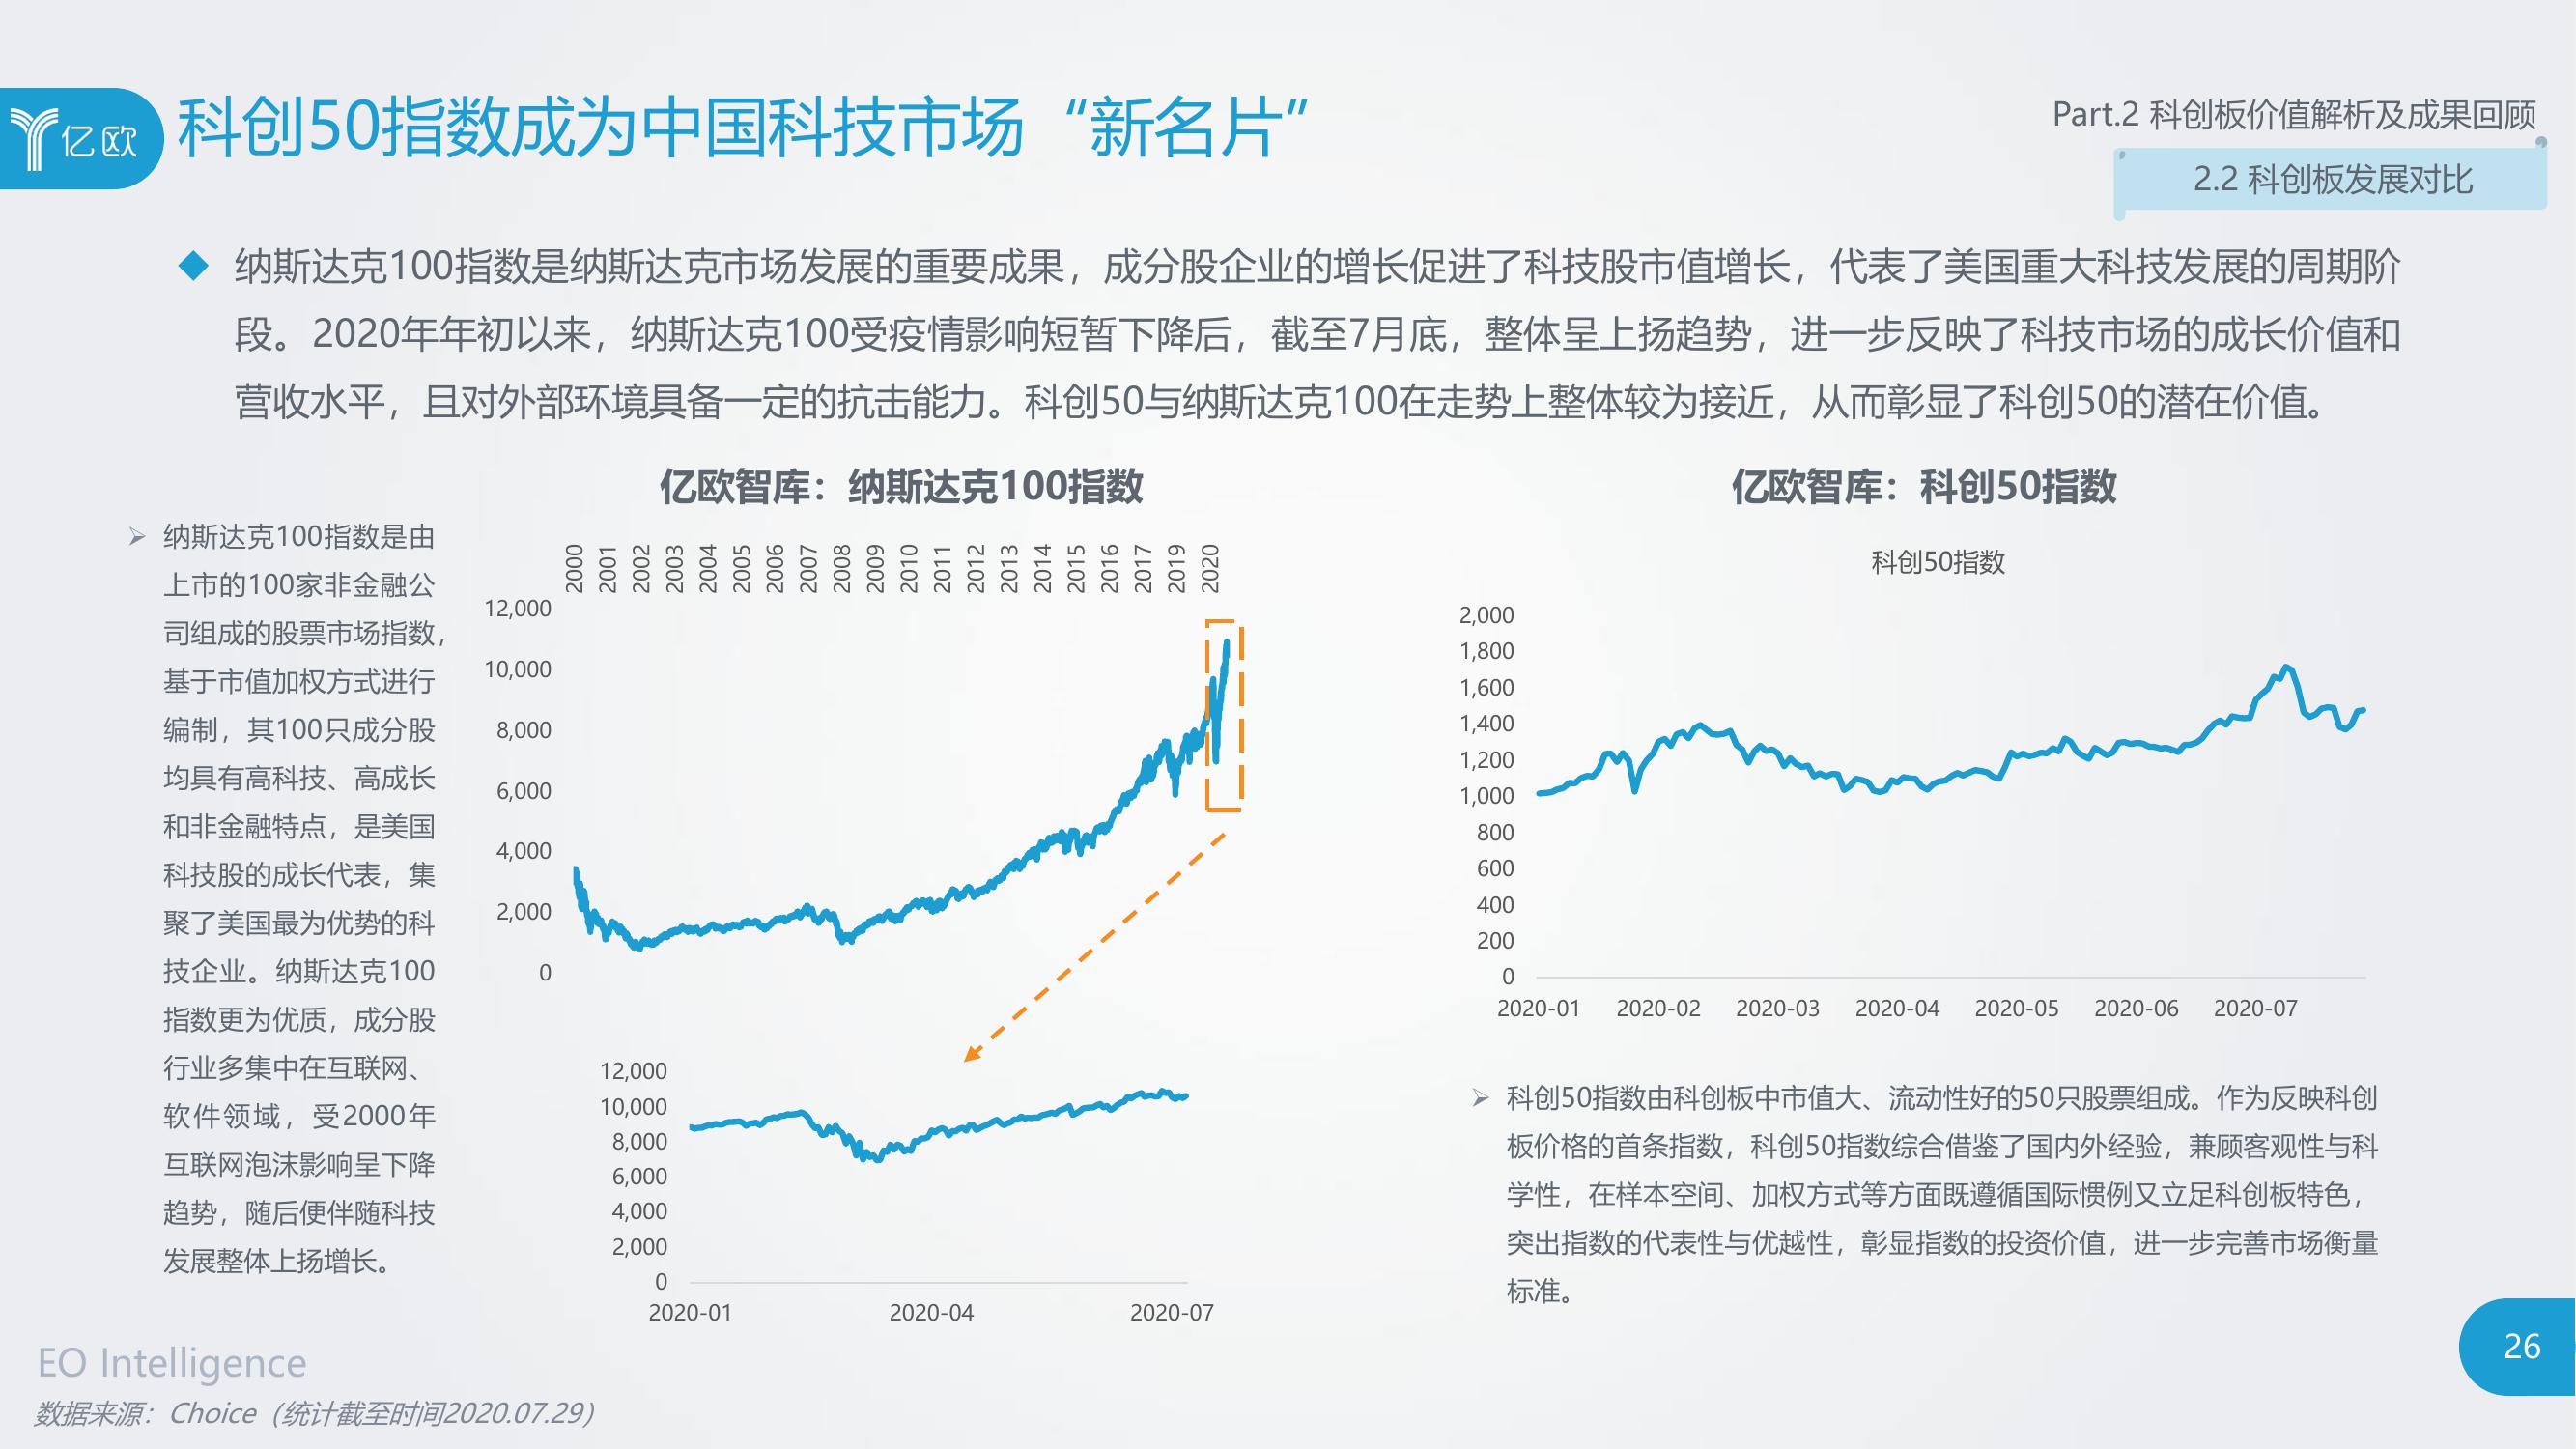 亿欧
科创50指数成为中国科技市场“新名片”
Part.2 科创板价值解析及成果回顾
2.2 科创板发展对比
纳斯达克100指数是纳斯达克市场发展的重要成果，成分股企业的增长促进了科技股市值增长，代表了美国重大科技发展的周期阶
段。2020年年初以来，纳斯达克100受疫情影响短暂下降后，截至7月底，整体呈上扬趋势，进一步反映了科技市场的成长价值和
营收水平，且对外部环境具备一定的抗击能力。科创50与纳斯达克100在走势上整体较为接近，从而彰显了科创50的潜在价值。
纳斯达克100指数是由
上市的100家非金融公
司组成的股票市场指数，
基于市值加权方式进行
编制，其100只成分股
均具有高科技、高成长
和非金融特点，是美国
科技股的成长代表，集
聚了美国最为优势的科
技企业。纳斯达克100
指数更为优质，成分股
行业多集中在互联网、
软件领域，受2000年
互联网泡沫影响呈下降
趋势，随后便伴随科技
发展整体上扬增长。
亿欧智库：纳斯达克100指数
2000 2001 2002 2003 2004 2005 2006 2007 2008 2009 2010 2011 2012 2013 2014 2015 2016 2017 2019 2020
12,000
10,000
8,000
6,000
4,000
2,000
0
12,000
10,000
8,000
6,000
4,000
2,000
0
2020-01 2020-04 2020-07
亿欧智库：科创50指数
科创50指数
2,000
1,800
1,600
1,400
1,200
1,000
800
600
400
200
0
2020-01 2020-02 2020-03 2020-04 2020-05 2020-06 2020-07
科创50指数由科创板中市值大、流动性好的50只股票组成。作为反映科创
板价格的首条指数，科创50指数综合借鉴了国内外经验，兼顾客观性与科
学性，在样本空间、加权方式等方面既遵循国际惯例又立足科创板特色，
突出指数的代表性与优越性，彰显指数的投资价值，进一步完善市场衡量
标准。
EO Intelligence
数据来源：Choice（统计截至时间2020.07.29）
26